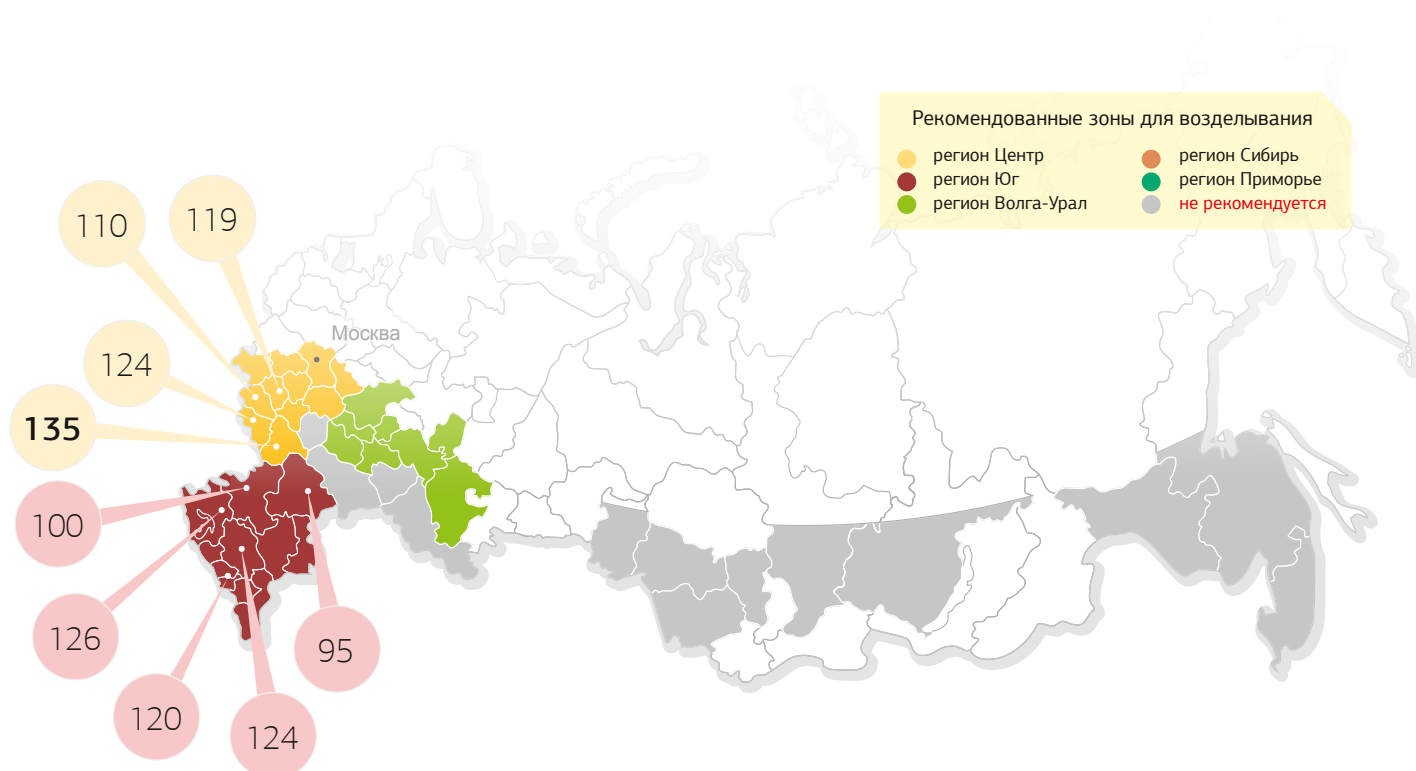 Рекомендованные зоны для возделывания
регион Центр
регион Юг
регион Волга-Урал
регион Сибирь
регион Приморье
не рекомендуется
110
119
Москва
124
135
100
126
95
120
124